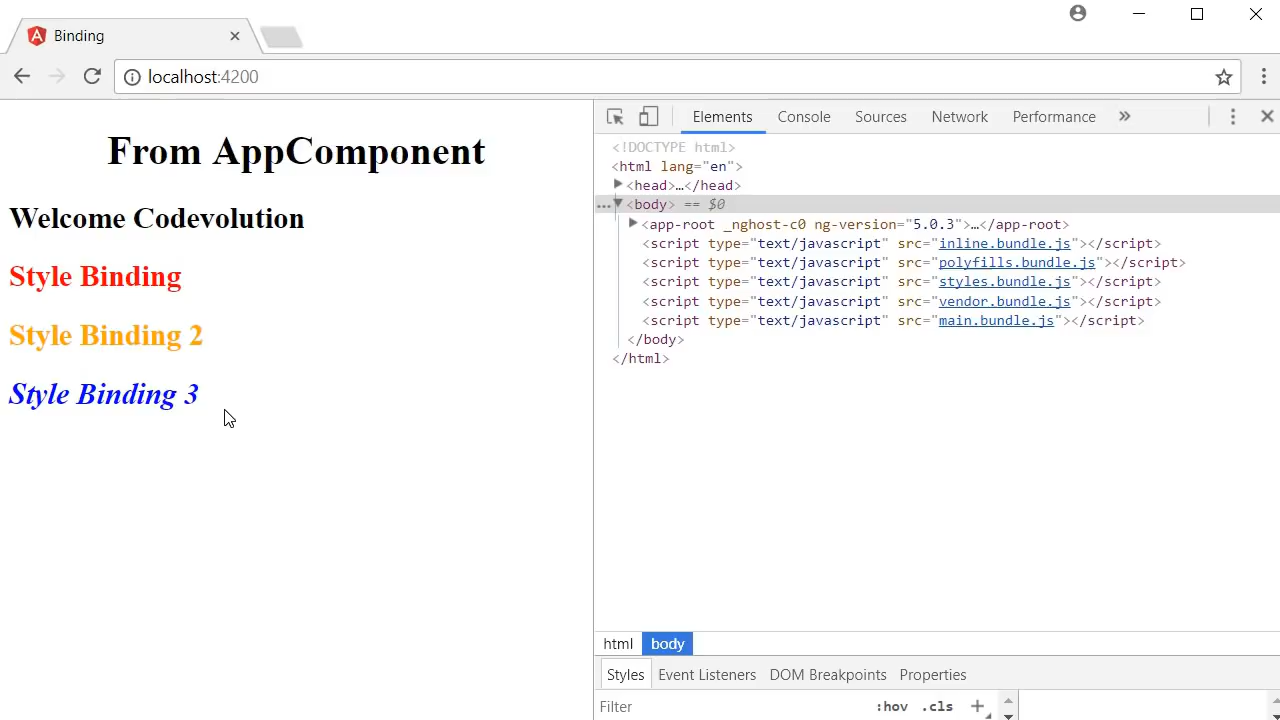 Binding
localhost:4200
From AppComponent
Welcome Codevolution
Style Binding
Style Binding 2
Style Binding 3
Elements Console Sources Network Performance »
<!DOCTYPE html>
<html lang="en">
<head>…</head>
<body> == $0
<app-root _nghost-c0 ng-version="5.0.3">…</app-root>
<script type="text/javascript" src="inline.bundle.js"></script>
<script type="text/javascript" src="polyfills.bundle.js"></script>
<script type="text/javascript" src="styles.bundle.js"></script>
<script type="text/javascript" src="vendor.bundle.js"></script>
<script type="text/javascript" src="main.bundle.js"></script>
</body>
</html>
html body
Styles Event Listeners DOM Breakpoints Properties
Filter :hov .cls +